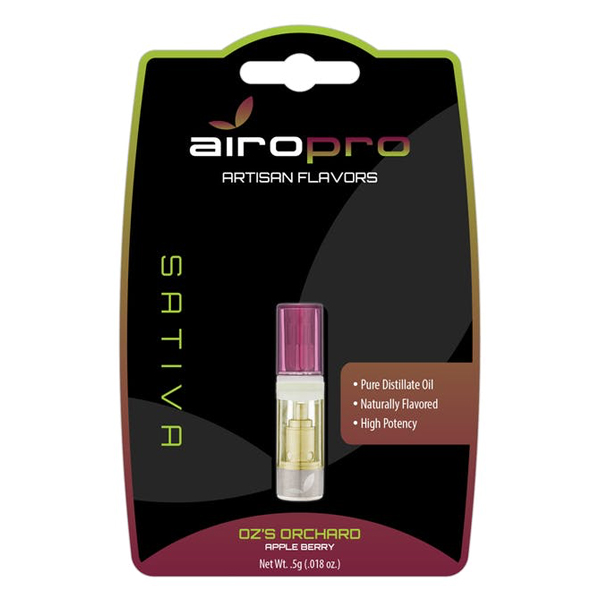 airopro
ARTISAN FLAVORS
SATIVA
• Pure Distillate Oil
• Naturally Flavored
• High Potency
OZ'S ORCHARD
APPLE BERRY
Net Wt. .5g (.018 oz.)